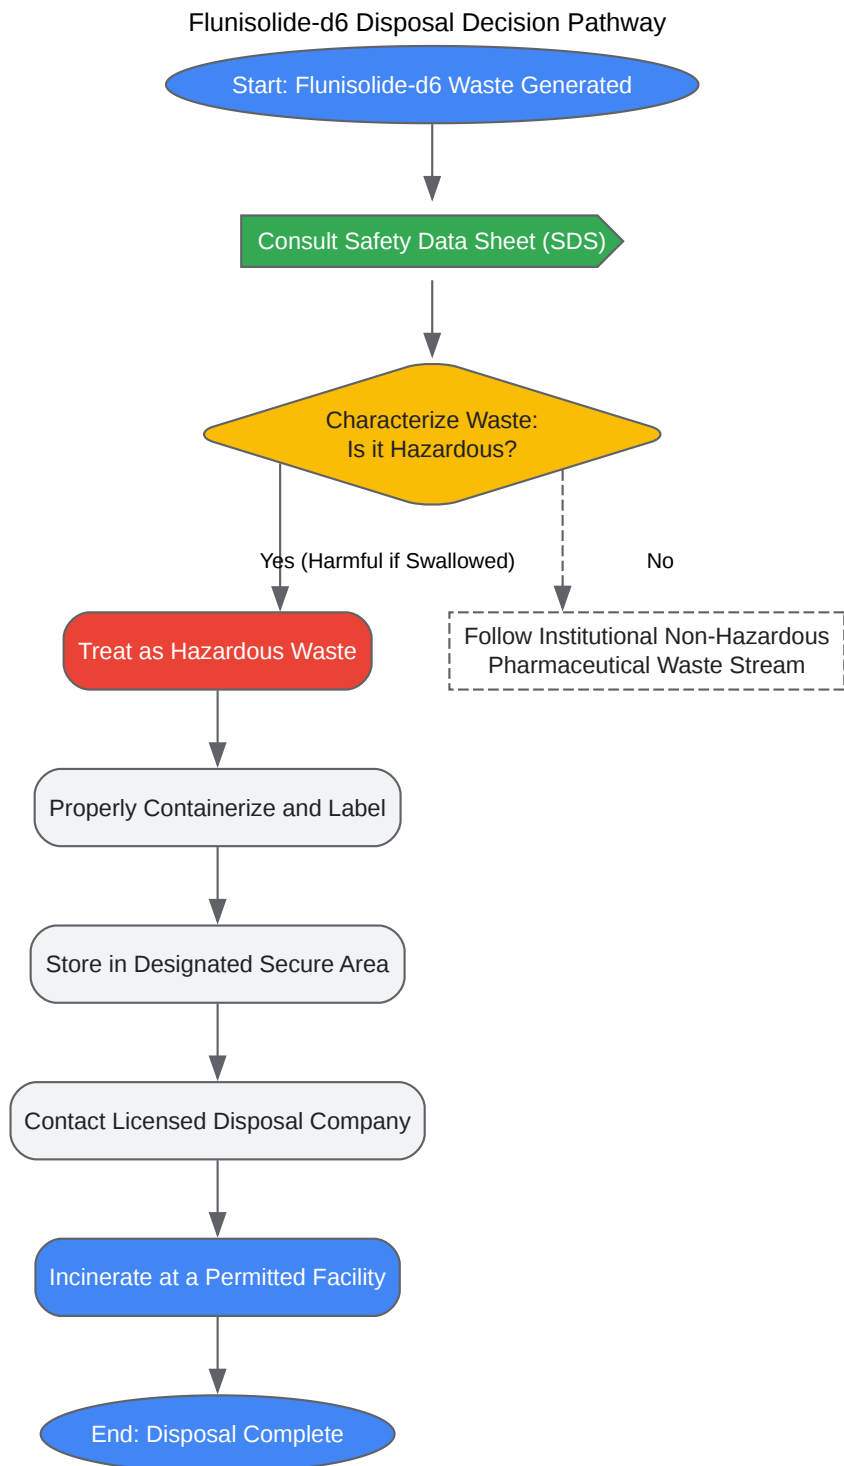 Flunisolide-d6 Disposal Decision Pathway
Start: Flunisolide-d6 Waste Generated
Consult Safety Data Sheet (SDS)
Characterize Waste:
Is it Hazardous?
Yes (Harmful if Swallowed)
No
Treat as Hazardous Waste
Follow Institutional Non-Hazardous
Pharmaceutical Waste Stream
Properly Containerize and Label
Store in Designated Secure Area
Contact Licensed Disposal Company
Incinerate at a Permitted Facility
End: Disposal Complete